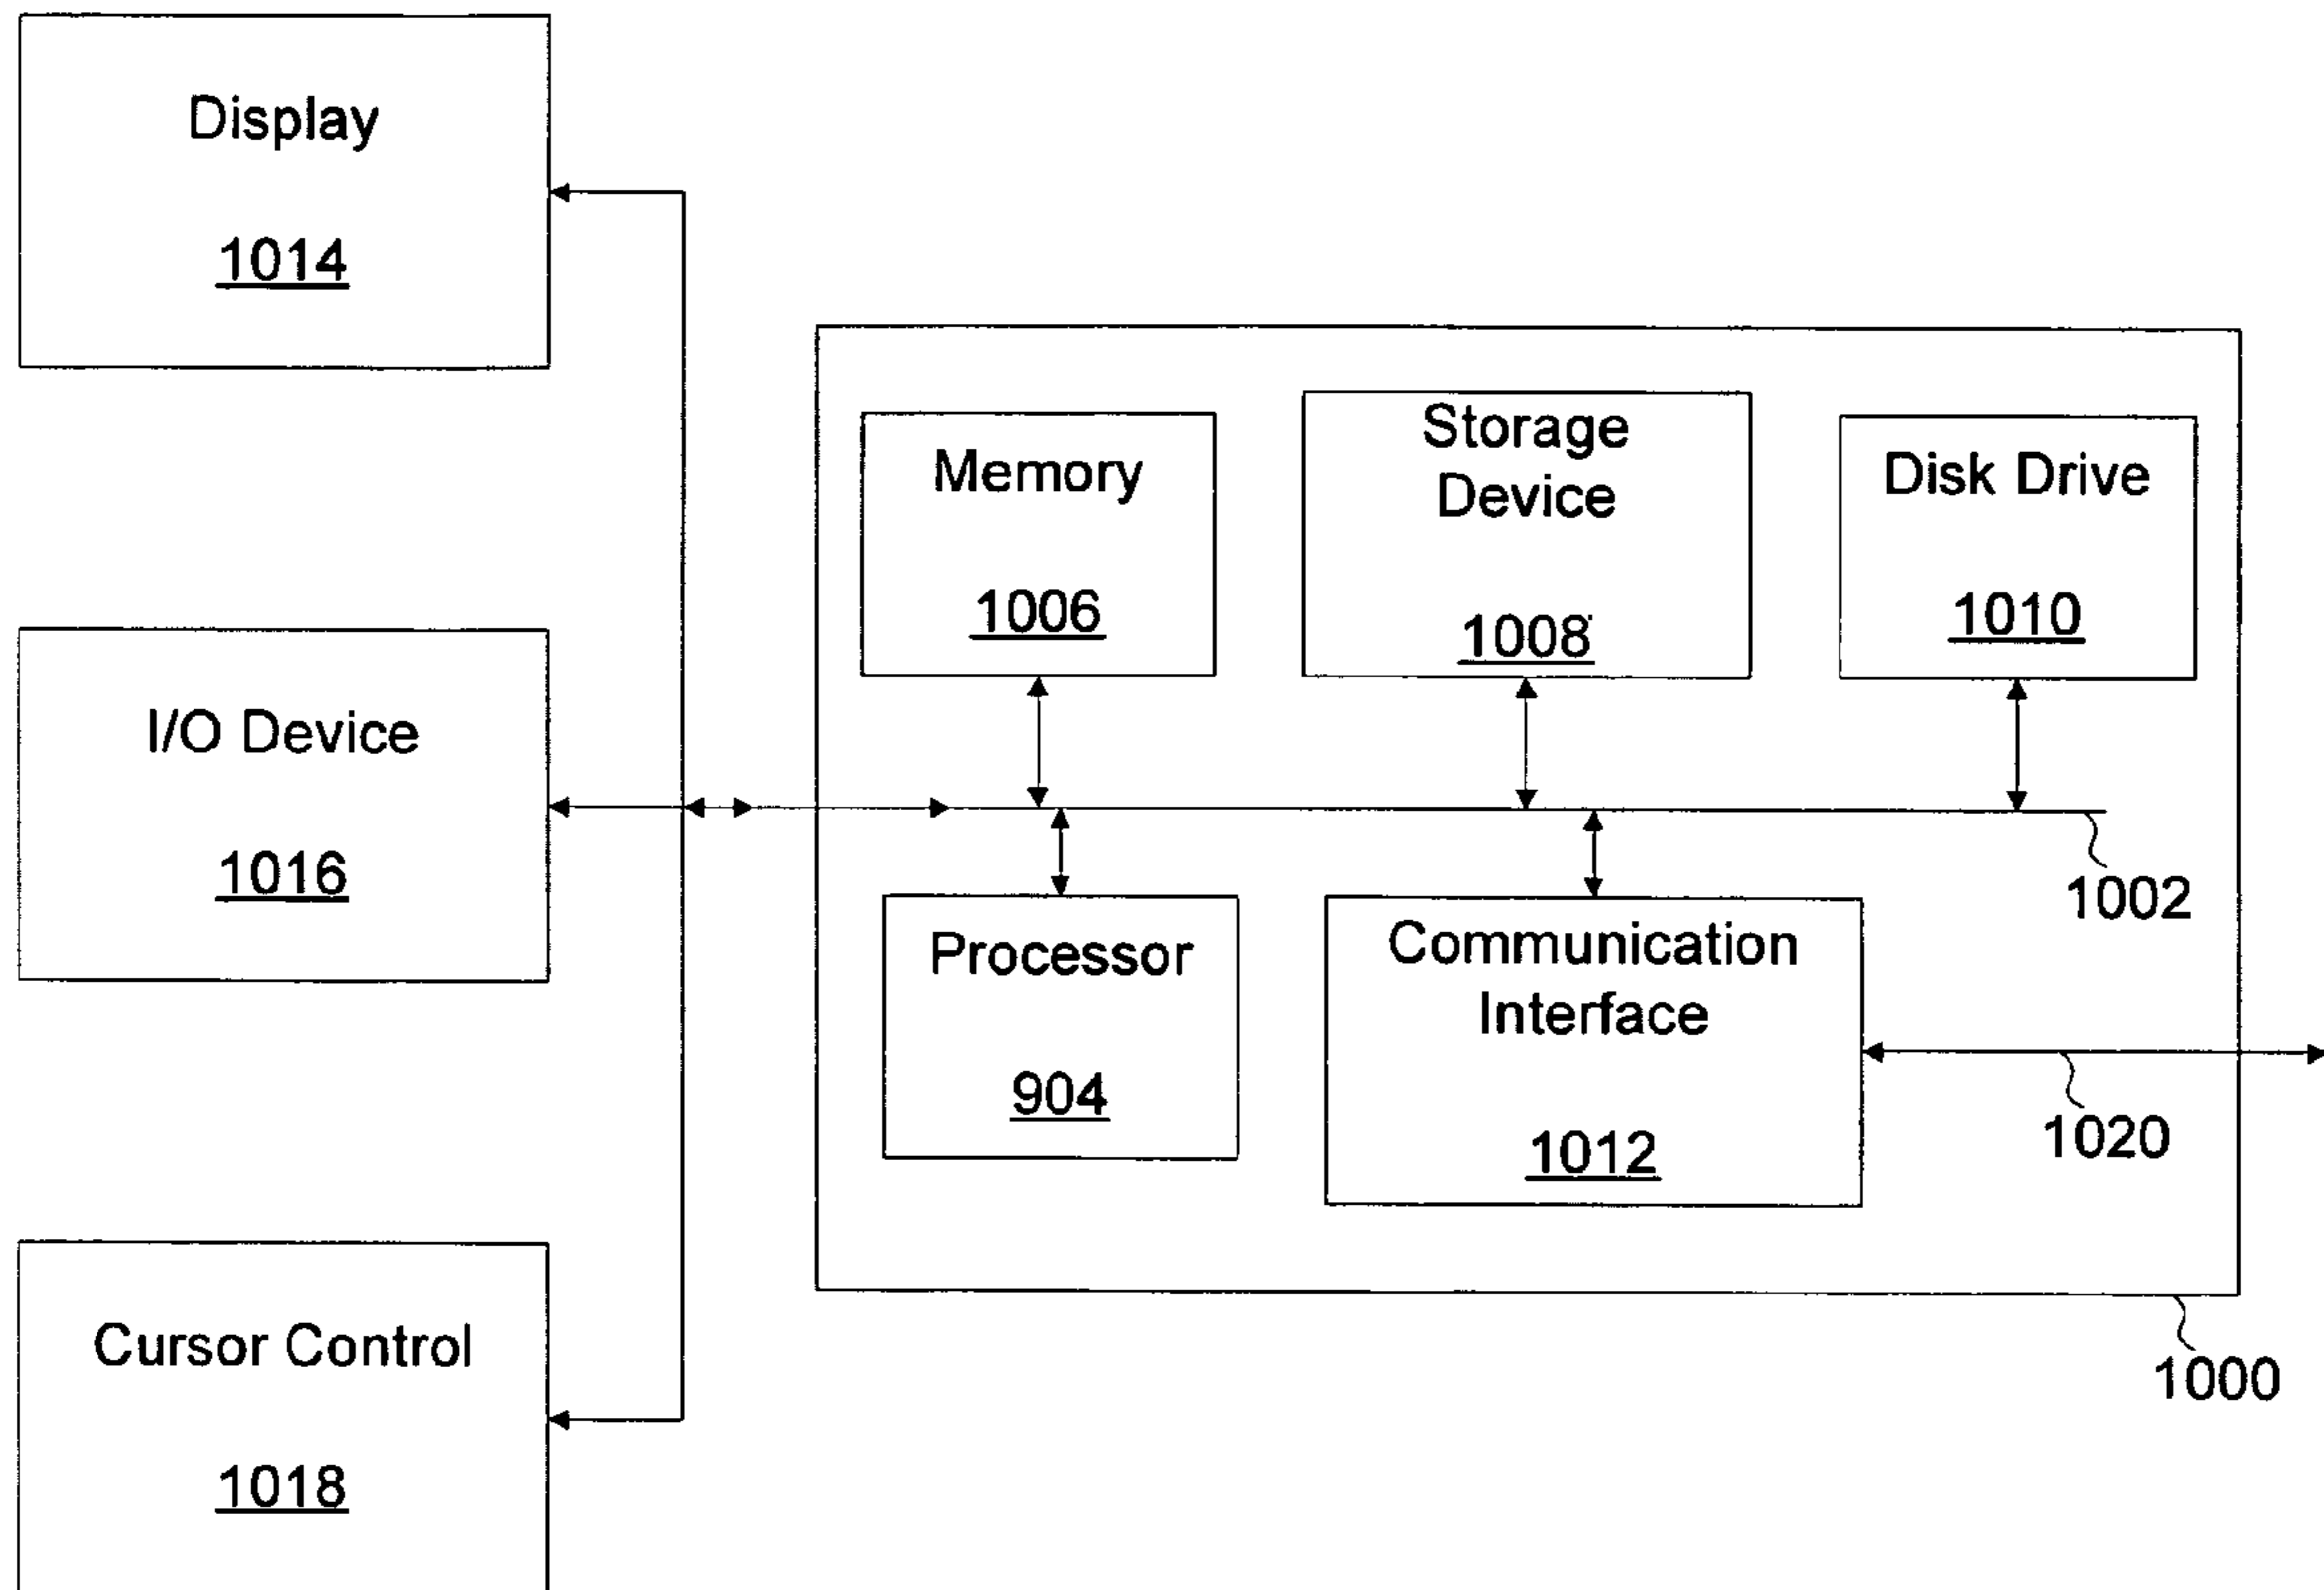 Display
1014
I/O Device
1016
Cursor Control
1018
Memory
1006
Storage
Device
1008
Disk Drive
1010
1002
Processor
904
Communication
Interface
1012
1020
1000